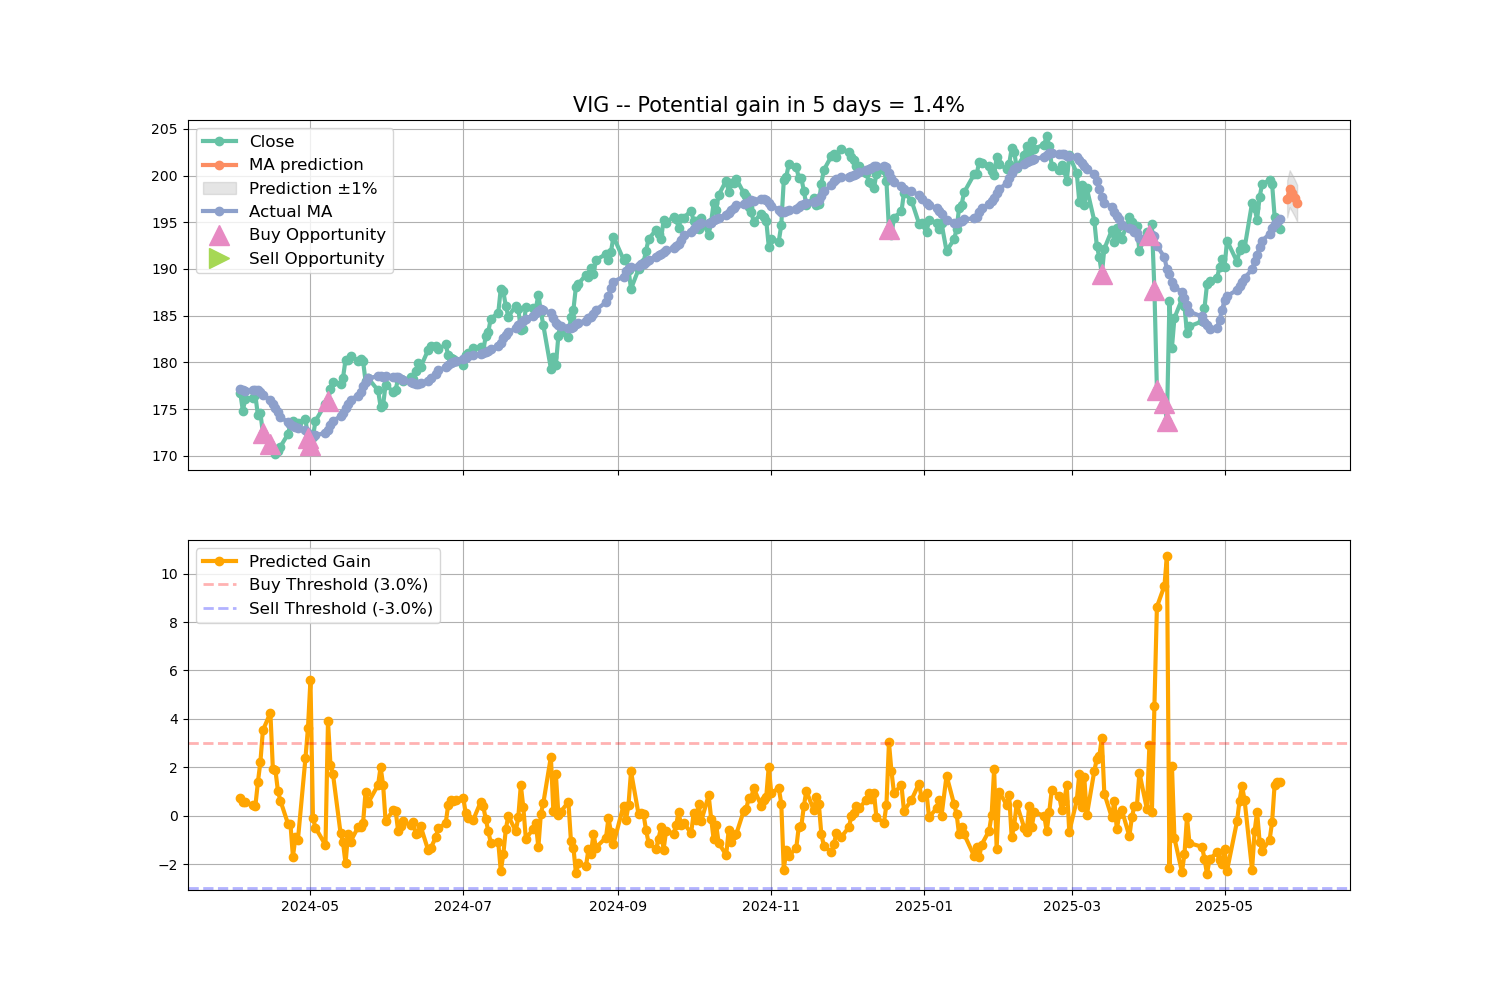 VIG -- Potential gain in 5 days = 1.4%
205
200
195
190
185
180
175
170
Close
MA prediction
Prediction ±1%
Actual MA
Buy Opportunity
Sell Opportunity
10
8
6
4
2
0
−2
Predicted Gain
Buy Threshold (3.0%)
Sell Threshold (-3.0%)
2024-05
2024-07
2024-09
2024-11
2025-01
2025-03
2025-05